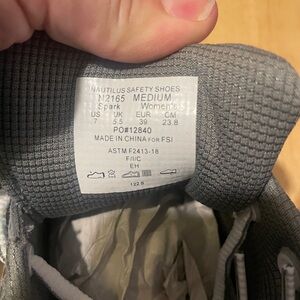 NAUTILUS SAFETY SHOES
N2165 MEDIUM
Spark Women's
US UK EUR CM
7 5.5 39 23.8
PO#12840
MADE IN CHINA FOR FSI
ASTM F2413-18
F/I/C
EH